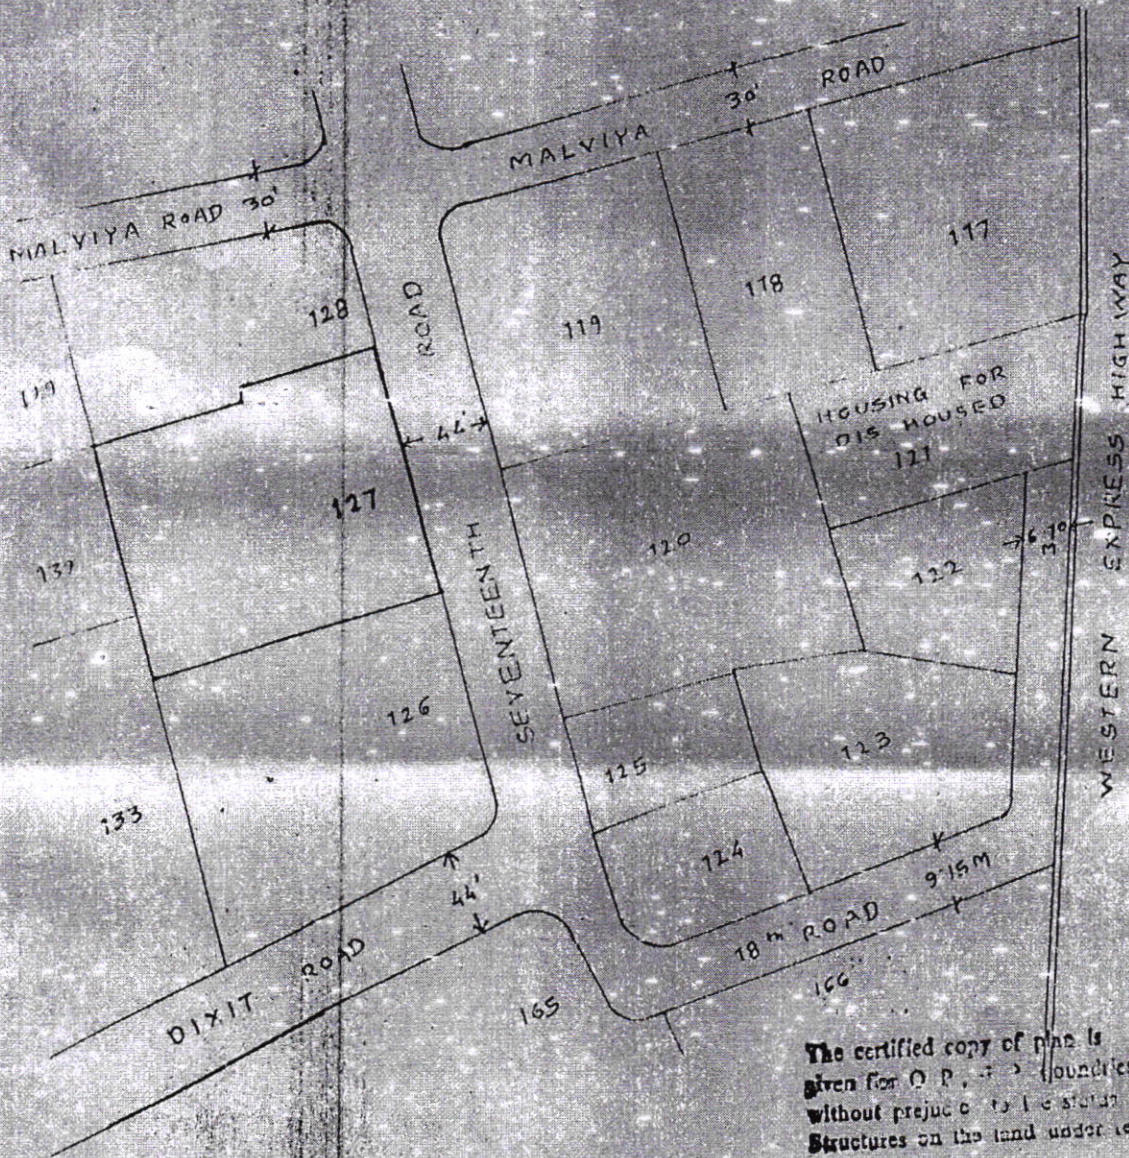 MALVIYA ROAD
30'
MALVIYA ROAD 30'
117
118
128
119
ROAD
HOUSING FOR
DIS HOUSED
121
44'
127
120
122
SEVENTEENTH
WESTERN EXPRESS HIGHWAY
126
125
123
133
124
9.15M
44'
18TH ROAD
DIXIT ROAD
165
166
The certified copy of plan is
given for O. P.
without to
Structures on the land under